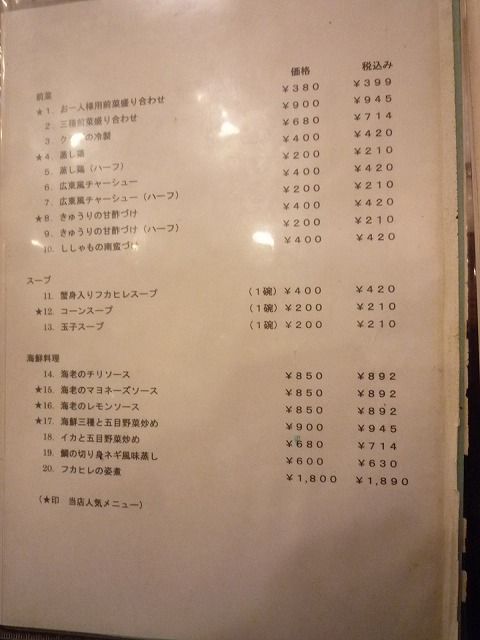 価格 税込み
前菜
★1. お一人様用前菜盛り合わせ ￥380 ￥399
2. 三種前菜盛り合わせ ￥900 ￥945
3. の冷製 ￥680 ￥714
★4. 蒸し鶏 ￥400 ￥420
5. 蒸し鶏（ハーフ） ￥200 ￥210
6. 広東風チャーシュー ￥400 ￥420
7. 広東風チャーシュー（ハーフ） ￥200 ￥210
★8. きゅうりの甘酢づけ ￥400 ￥420
9. きゅうりの甘酢づけ（ハーフ） ￥200 ￥210
10. ししゃもの南蛮づけ ￥400 ￥420
スープ
11. 蟹身入りフカヒレスープ （1碗）￥400 ￥420
★12. コーンスープ （1碗）￥200 ￥210
13. 玉子スープ （1碗）￥200 ￥210
海鮮料理
14. 海老のチリソース ￥850 ￥892
★15. 海老のマヨネーズソース ￥850 ￥892
★16. 海老のレモンソース ￥850 ￥892
★17. 海鮮三種と五目野菜炒め ￥900 ￥945
18. イカと五目野菜炒め ￥680 ￥714
19. 鯛の切り身ネギ風味蒸し ￥600 ￥630
20. フカヒレの姿煮 ￥1,800 ￥1,890
（★印 当店人気メニュー）